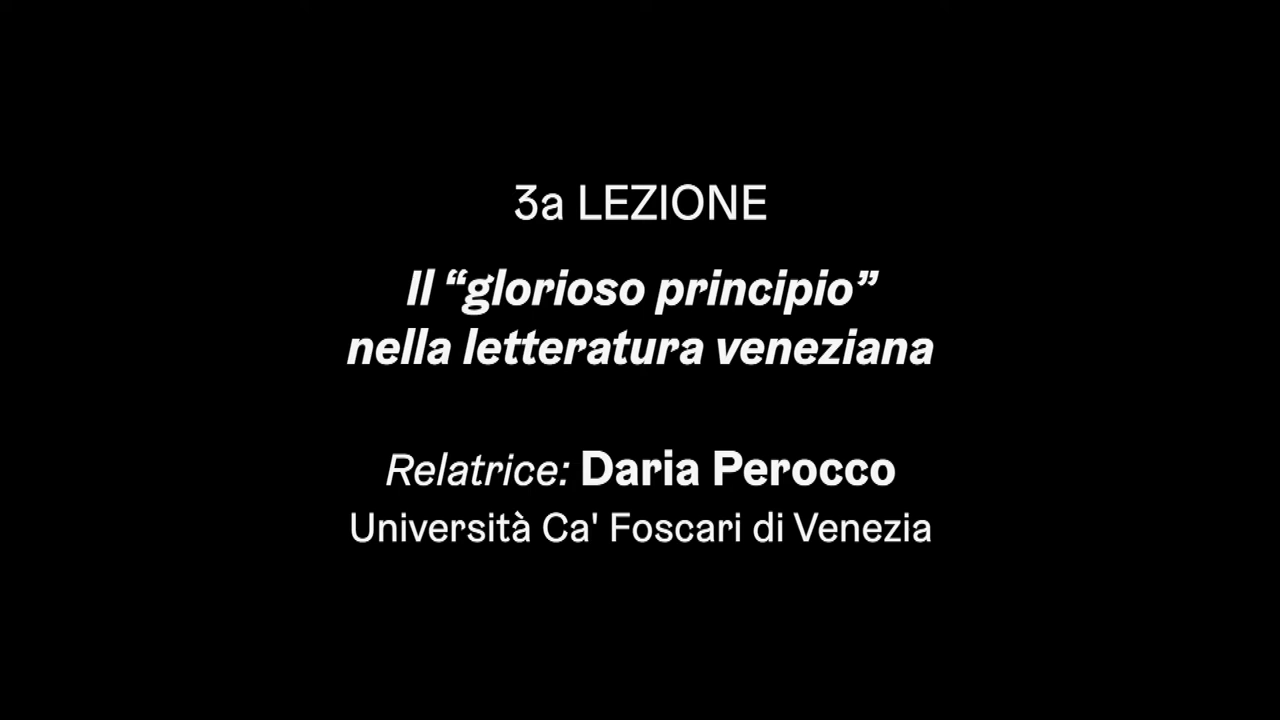 3a LEZIONE
Il “glorioso principio”
nella letteratura veneziana
Relatrice: Daria Perocco
Università Ca' Foscari di Venezia